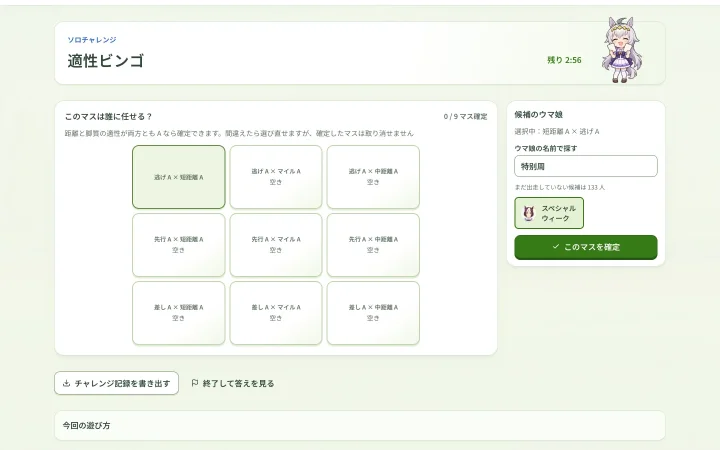 ソロチャレンジ
適性ビンゴ
残り 2:56
このマスは誰に任せる？
0 / 9 マス確定
距離と脚質の適性が両方とも A なら確定できます。間違えたら選び直せますが、確定したマスは取り消せません
逃げ A × 短距離 A
逃げ A × マイル A
空き
逃げ A × 中距離 A
空き
先行 A × 短距離 A
空き
先行 A × マイル A
空き
先行 A × 中距離 A
空き
差し A × 短距離 A
空き
差し A × マイル A
空き
差し A × 中距離 A
空き
候補のウマ娘
選択中：短距離 A × 逃げ A
ウマ娘の名前で探す
特別周
まだ出走していない候補は 133 人
スペシャル
ウィーク
このマスを確定
チャレンジ記録を書き出す
終了して答えを見る
今回の遊び方